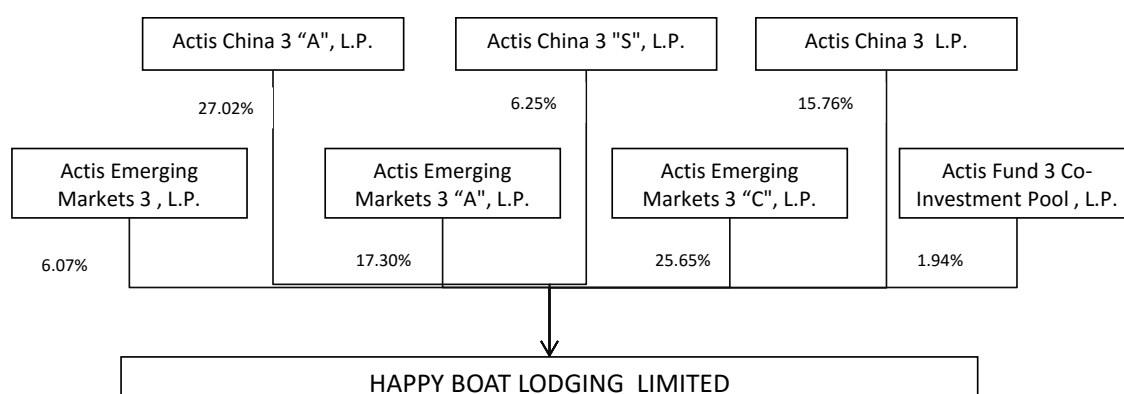 Actis China 3 “A", L.P.
Actis China 3 "S", L.P.
Actis China 3 L.P.
27.02%
6.25%
15.76%
Actis Emerging
Markets 3 , L.P.
Actis Emerging
Markets 3 “A", L.P.
Actis Emerging
Markets 3 “C", L.P.
Actis Fund 3 Co-
Investment Pool , L.P.
6.07%
17.30%
25.65%
1.94%
HAPPY BOAT LODGING LIMITED